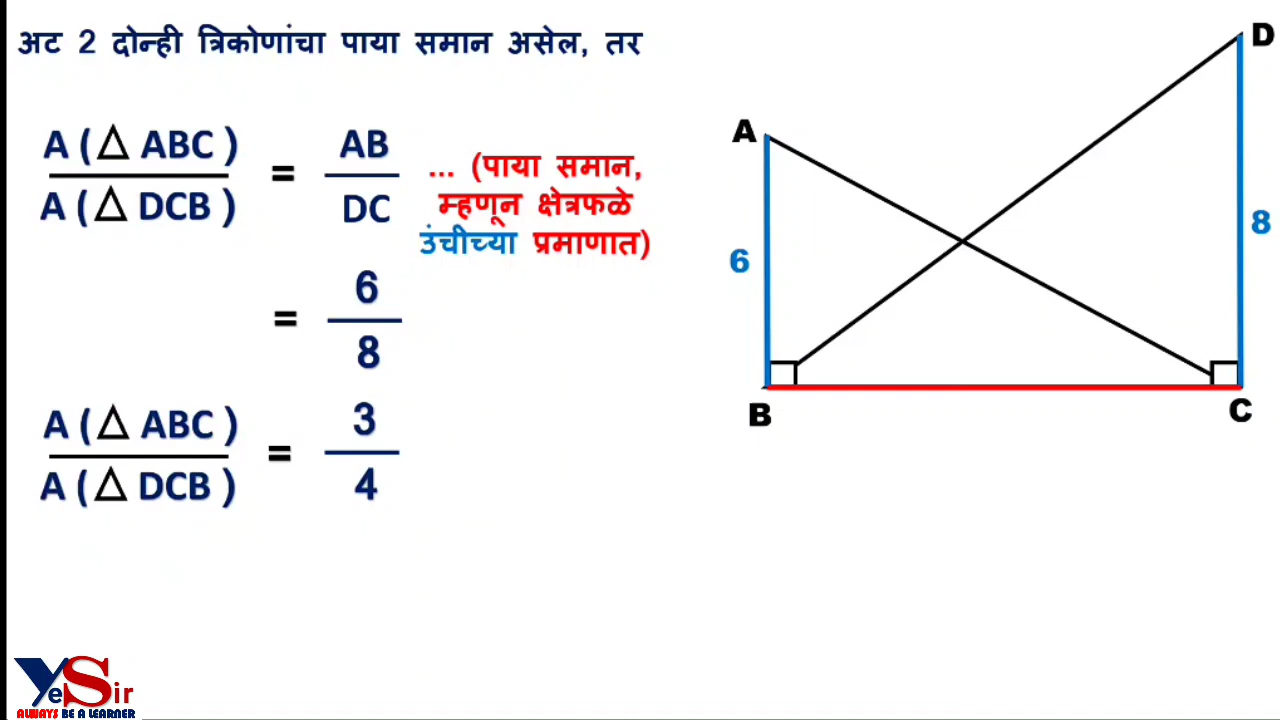 अट 2 दोन्ही त्रिकोणांचा पाया समान असेल, तर
A ( △ ABC )
A ( △ DCB )
=
AB
DC
... (पाया समान,
म्हणून क्षेत्रफळे
उंचीच्या प्रमाणात)
=
6
8
A ( △ ABC )
A ( △ DCB )
=
3
4
D
A
6
8
B
C
YeSir
ALWAYS BE A LEARNER